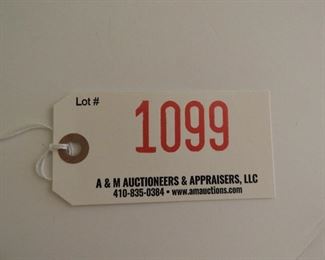 Lot #
1099
A & M AUCTIONEERS & APPRAISERS, LLC
410-835-0384 • www.amauctions.com